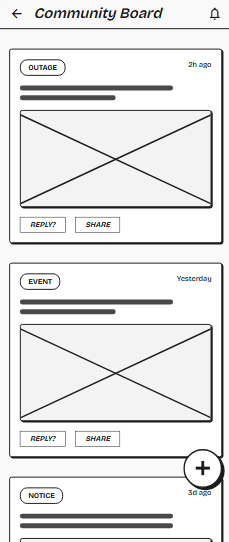 Community Board
OUTAGE
2h ago
REPLY?
SHARE
EVENT
Yesterday
REPLY?
SHARE
NOTICE
3d ago